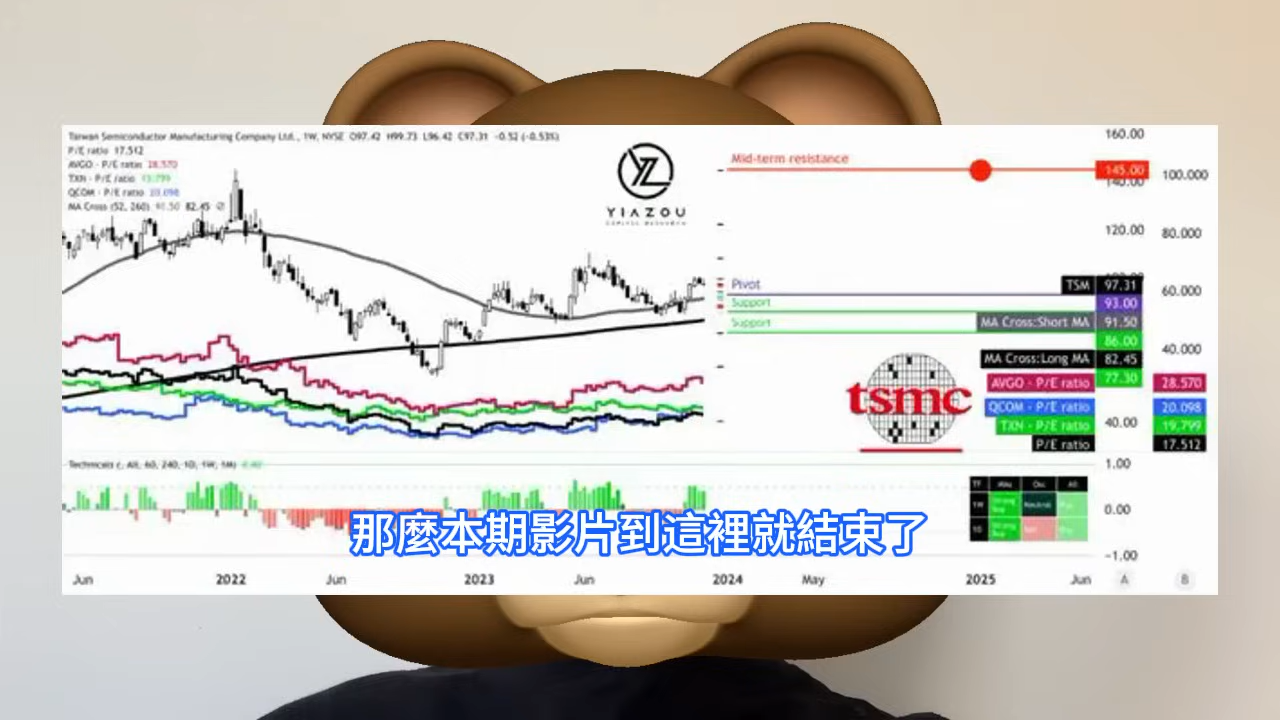 Taiwan Semiconductor Manufacturing Company Ltd., 1W, NYSE O97.42 H99.73 L96.42 C97.31 -0.52 (-0.53%)
P/E ratio 17.512
AVGO · P/E ratio 28.570
TXN · P/E ratio 19.799
QCOM · P/E ratio 20.098
MA Cross (52, 260) 91.50 82.45
YIAZOU
CAPITAL RESEARCH
160.00
Mid-term resistance
145.00
140.00
100.000
120.00
80.000
Pivot
TSM 97.31
60.000
Support
93.00
Support
MA Cross:Short MA 91.50
86.00
40.000
MA Cross:Long MA 82.45
77.30
AVGO · P/E ratio 28.570
tsmc
QCOM · P/E ratio 20.098
40.00
TXN · P/E ratio 19.799
P/E ratio 17.512
1.00
0.00
-1.00
TF
1W
Neutral
1D
那麼本期影片到這裡就結束了
Jun 2022 Jun 2023 Jun 2024 May 2025 Jun A B